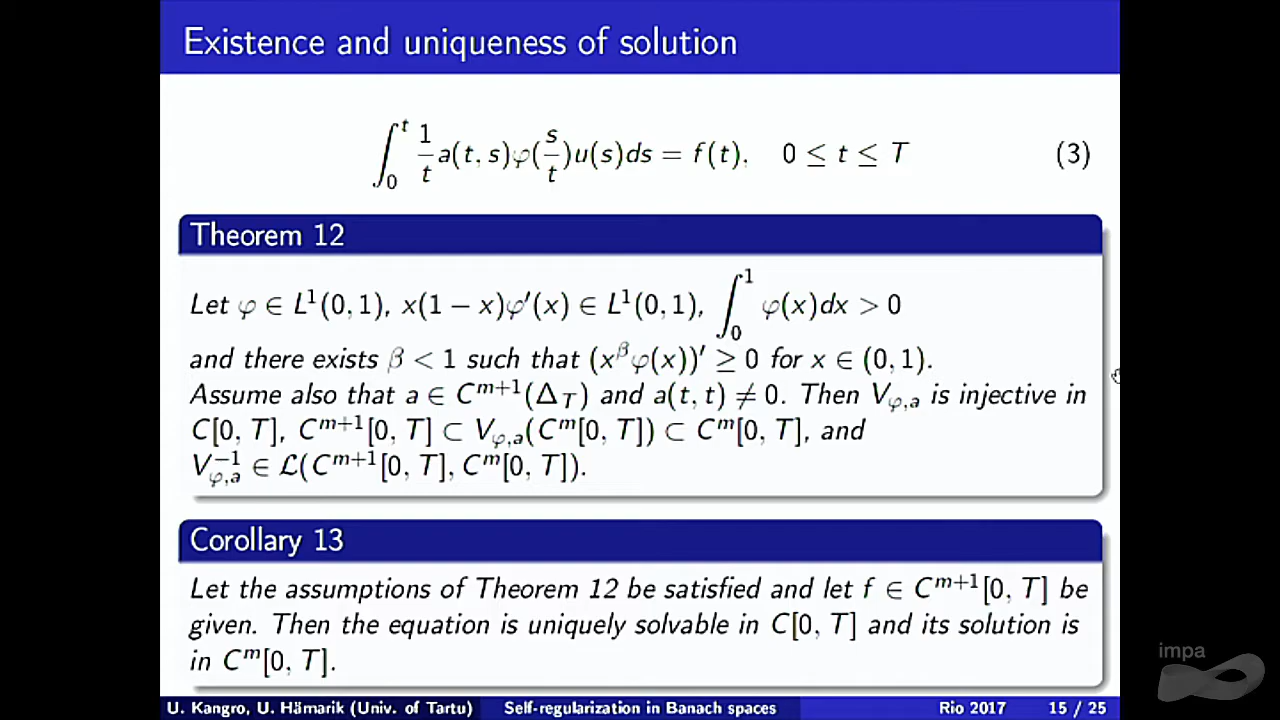 Existence and uniqueness of solution
∫₀ᵗ 1/t a(t, s)φ(s/t)u(s)ds = f(t), 0 ≤ t ≤ T (3)
Theorem 12
Let φ ∈ L¹(0, 1), x(1 − x)φ′(x) ∈ L¹(0, 1), ∫₀¹ φ(x)dx > 0
and there exists β < 1 such that (x^β φ(x))′ ≥ 0 for x ∈ (0, 1).
Assume also that a ∈ C^{m+1}(Δ_T) and a(t, t) ≠ 0. Then V_{φ,a} is injective in
C[0, T], C^{m+1}[0, T] ⊂ V_{φ,a}(C^m[0, T]) ⊂ C^m[0, T], and
V_{φ,a}^{−1} ∈ ℒ(C^{m+1}[0, T], C^m[0, T]).
Corollary 13
Let the assumptions of Theorem 12 be satisfied and let f ∈ C^{m+1}[0, T] be
given. Then the equation is uniquely solvable in C[0, T] and its solution is
in C^m[0, T].
impa
U. Kangro, U. Hämarik (Univ. of Tartu) Self-regularization in Banach spaces Rio 2017 15 / 25